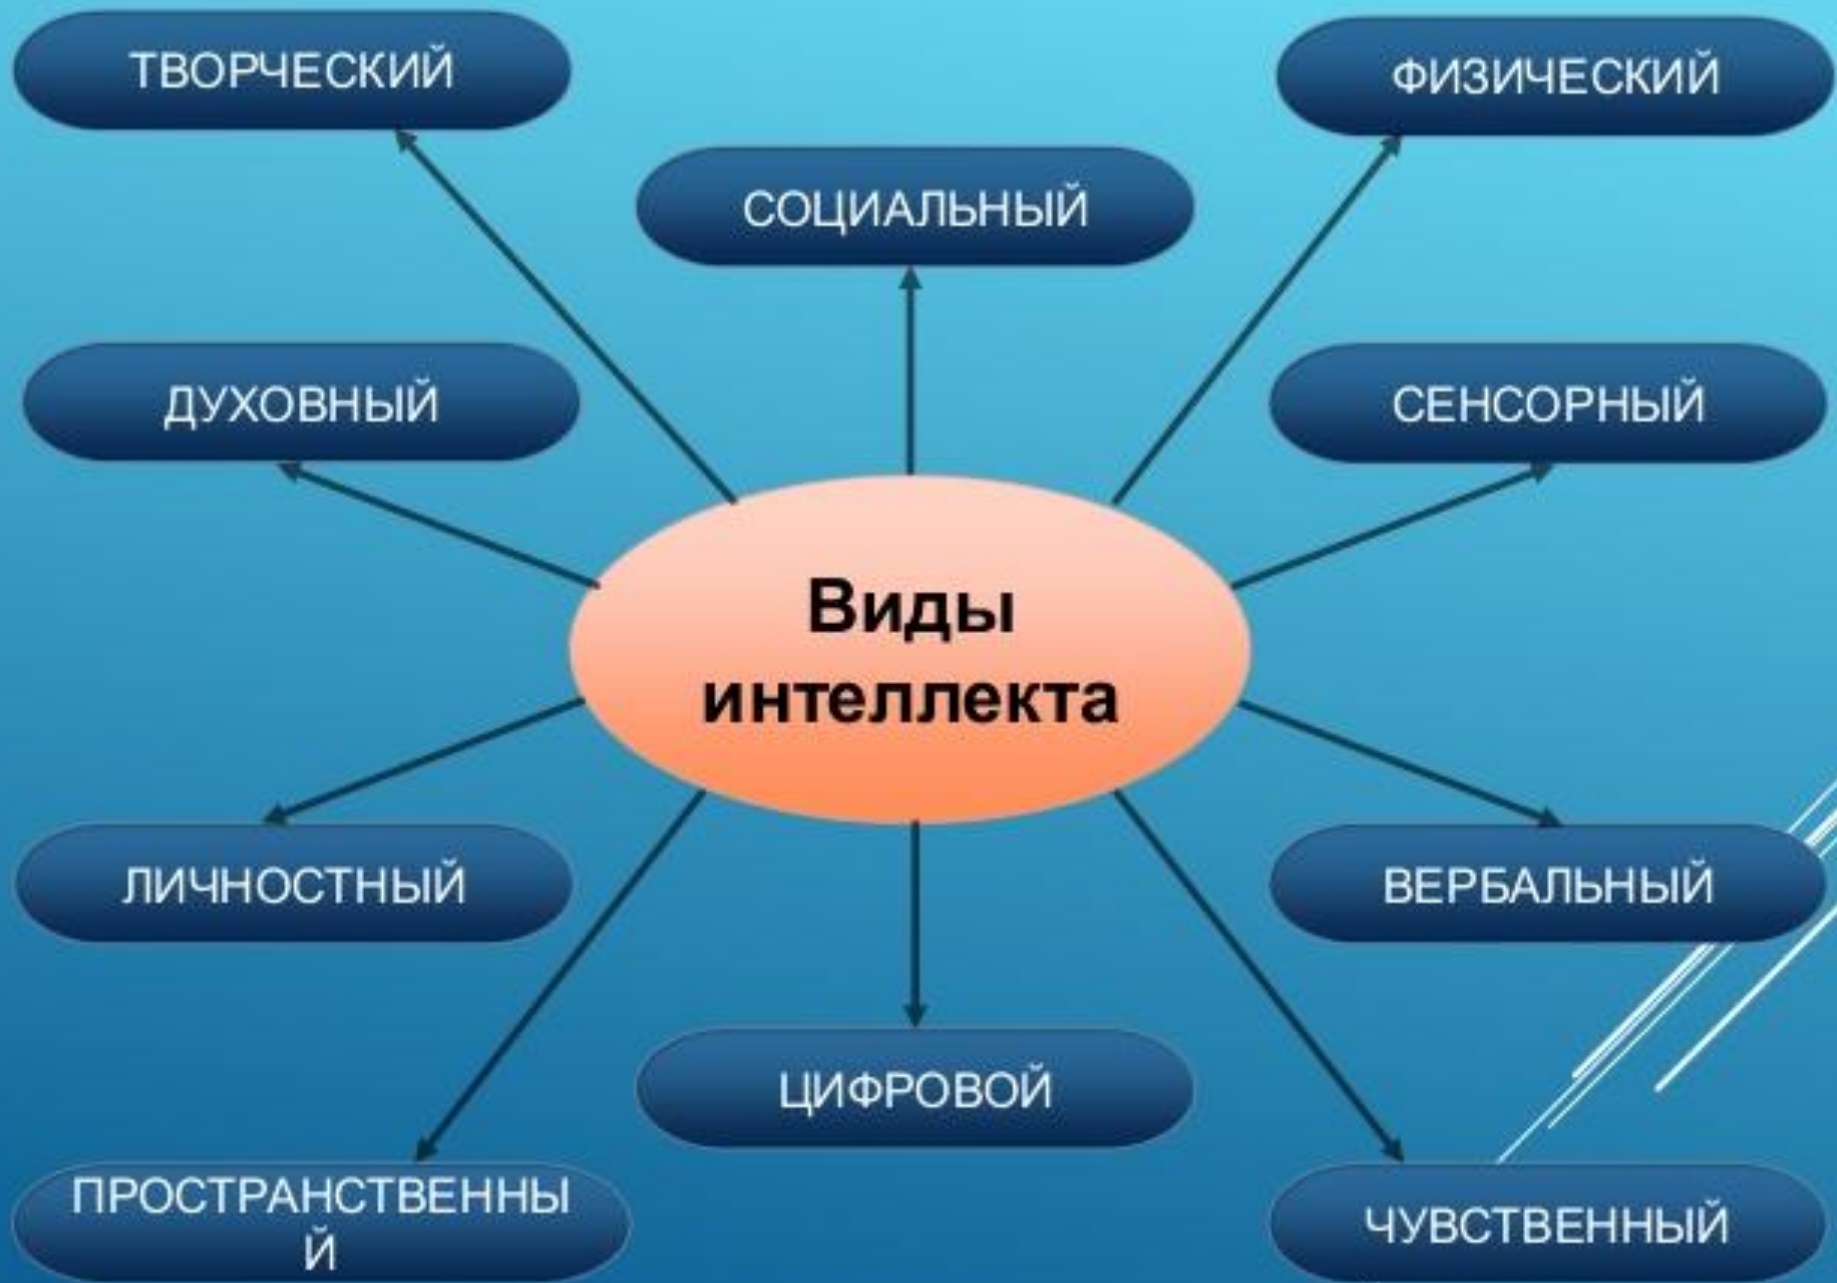 ТВОРЧЕСКИЙ
ФИЗИЧЕСКИЙ
СОЦИАЛЬНЫЙ
ДУХОВНЫЙ
СЕНСОРНЫЙ
Виды
интеллекта
ЛИЧНОСТНЫЙ
ВЕРБАЛЬНЫЙ
ЦИФРОВОЙ
ПРОСТРАНСТВЕННЫ
Й
ЧУВСТВЕННЫЙ